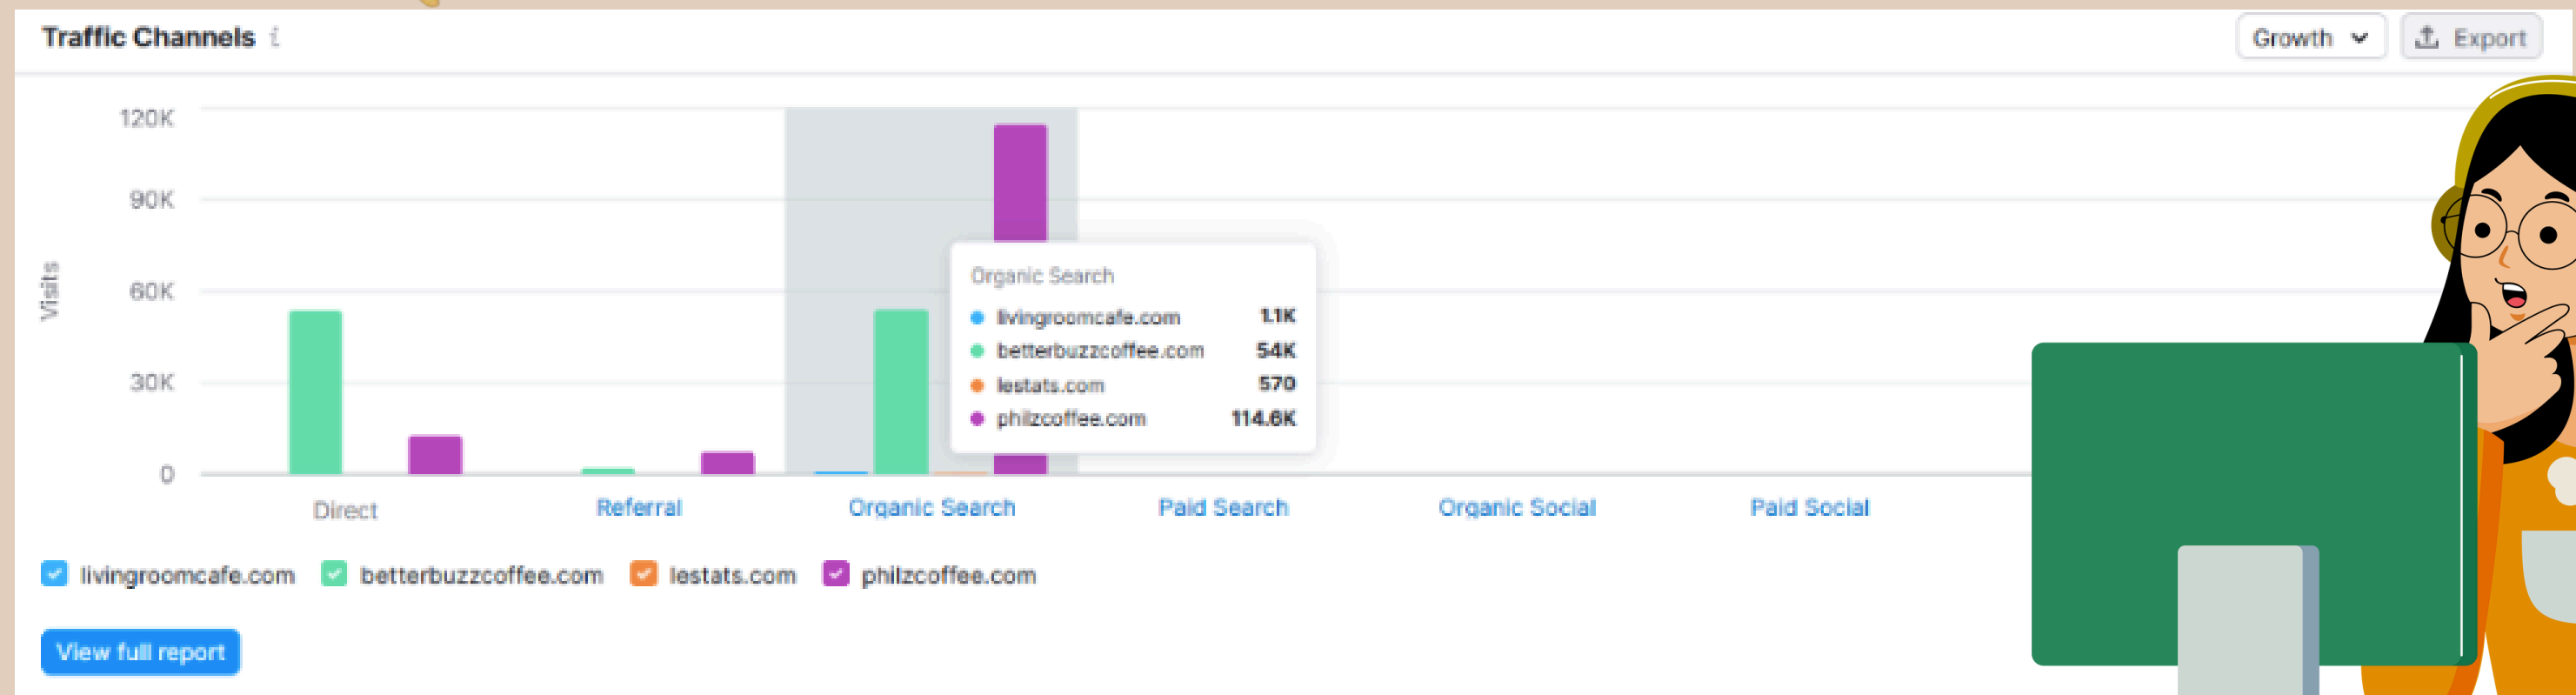 Traffic Channels i
Growth
Export
120K
90K
60K
30K
0
Visits
Organic Search
livingroomcafe.com 1.1K
betterbuzzcoffee.com 54K
lestats.com 570
philzcoffee.com 114.6K
Direct Referral Organic Search Paid Search Organic Social Paid Social
livingroomcafe.com betterbuzzcoffee.com lestats.com philzcoffee.com
View full report